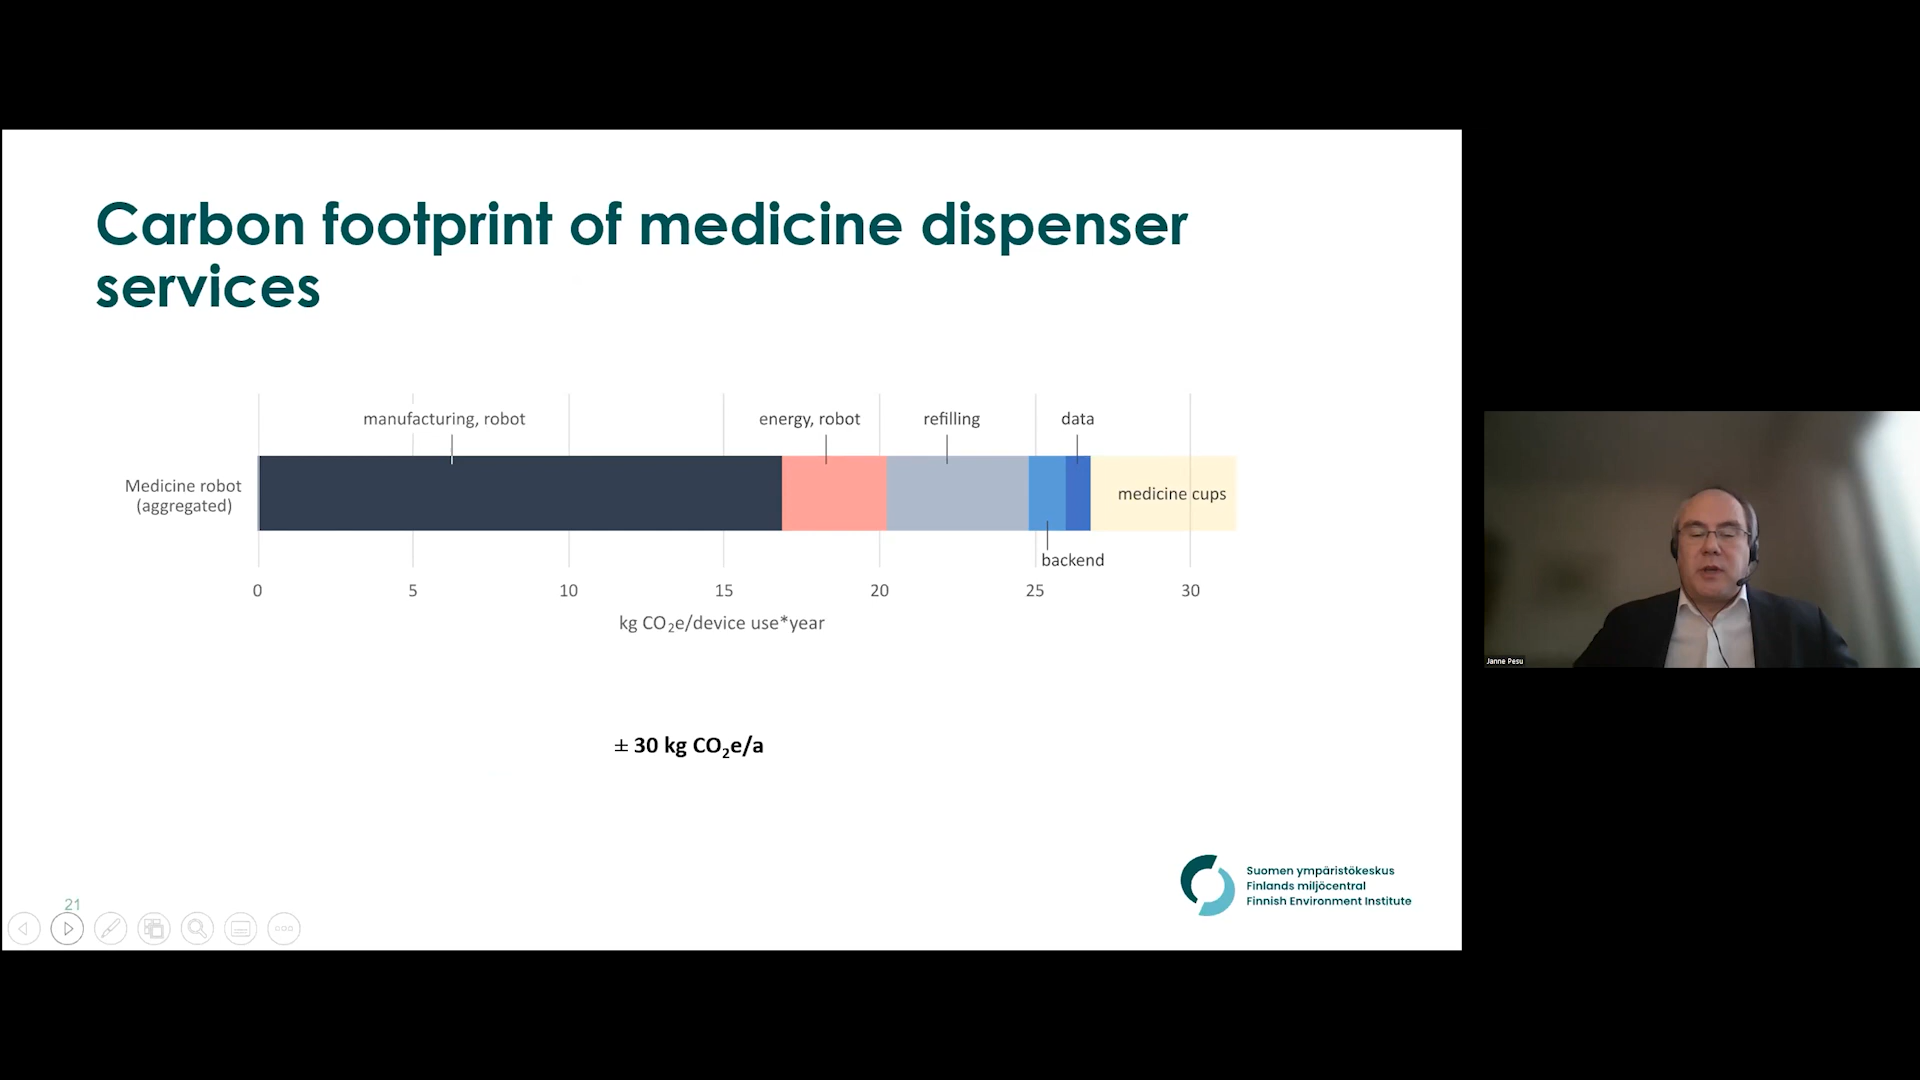 Carbon footprint of medicine dispenser
services
manufacturing, robot
energy, robot
refilling
data
Medicine robot
(aggregated)
medicine cups
backend
0 5 10 15 20 25 30
kg CO₂e/device use*year
± 30 kg CO₂e/a
Suomen ympäristökeskus
Finlands miljöcentral
Finnish Environment Institute
21
Janne Pesu